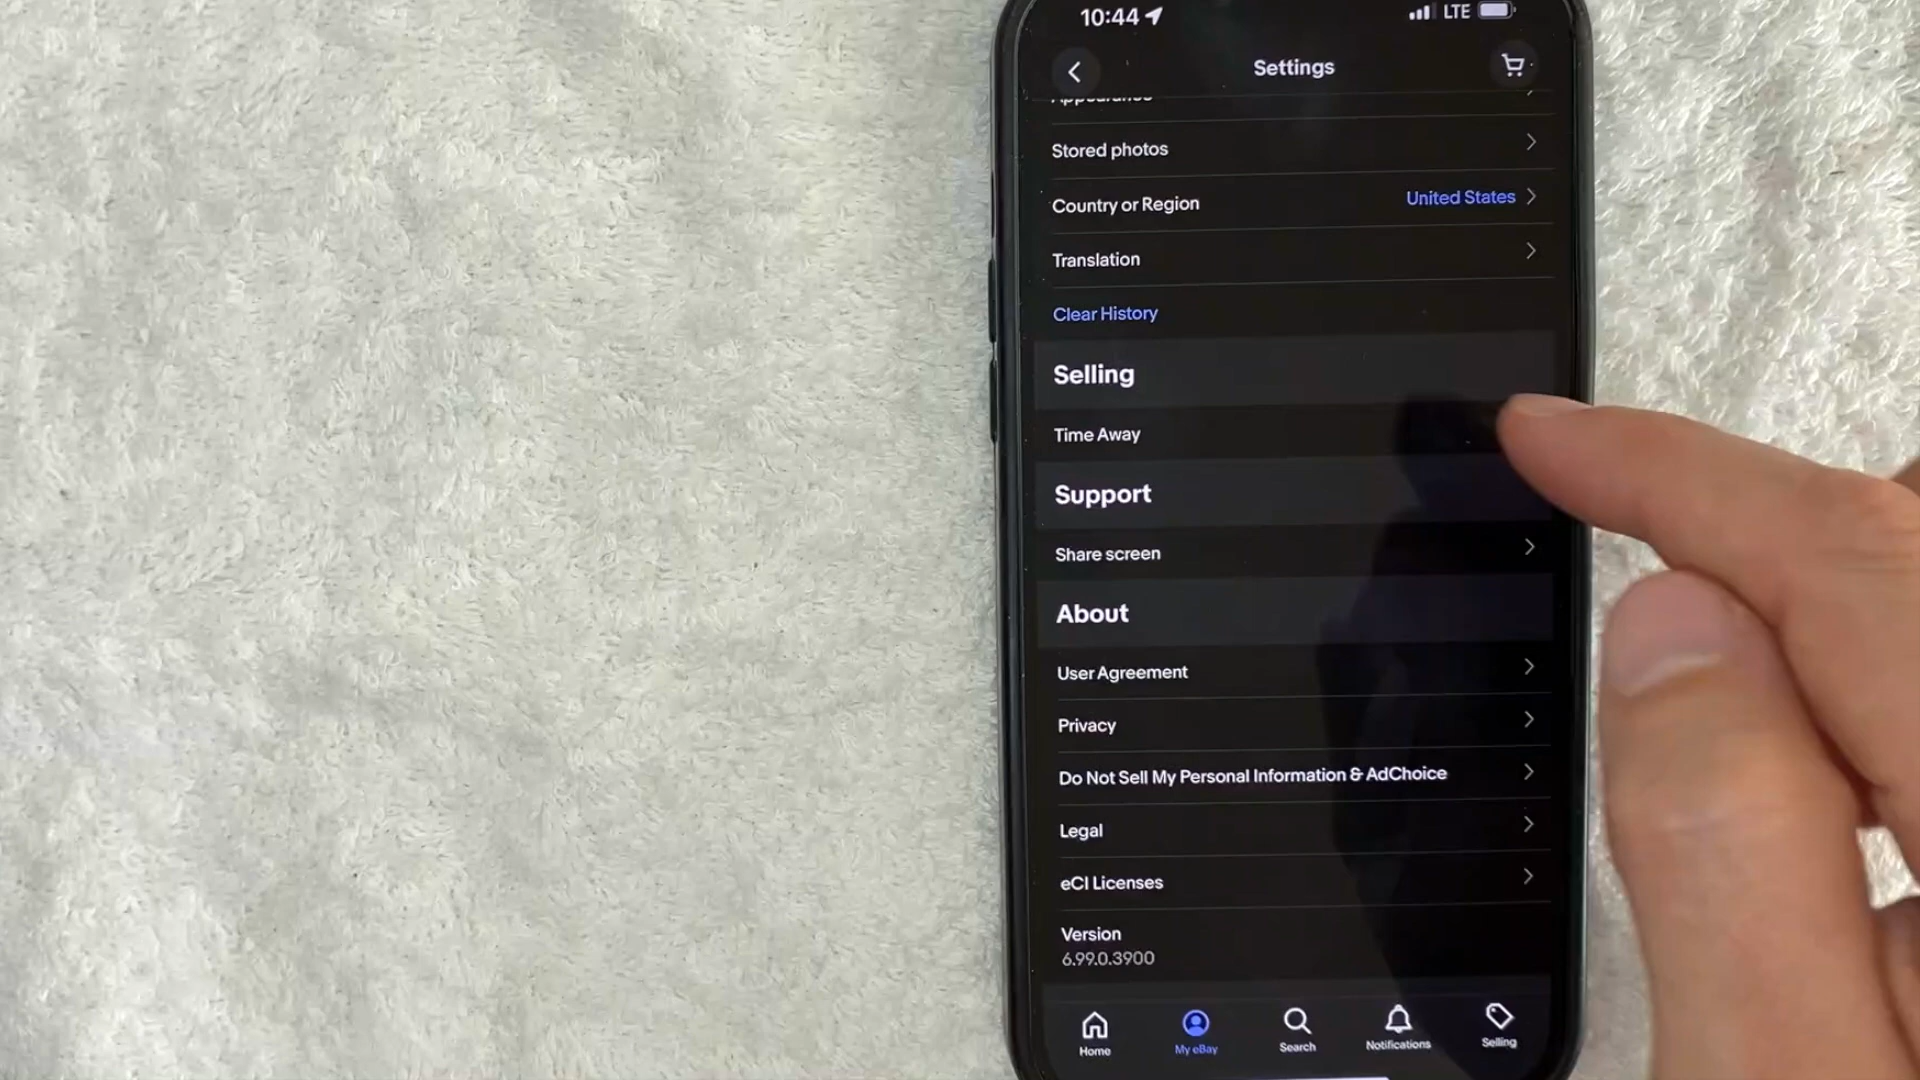 10:44
LTE
Settings
Appearance
Stored photos
Country or Region United States
Translation
Clear History
Selling
Time Away
Support
Share screen
About
User Agreement
Privacy
Do Not Sell My Personal Information & AdChoice
Legal
eCI Licenses
Version
6.99.0.3900
Home
My eBay
Search
Notifications
Selling